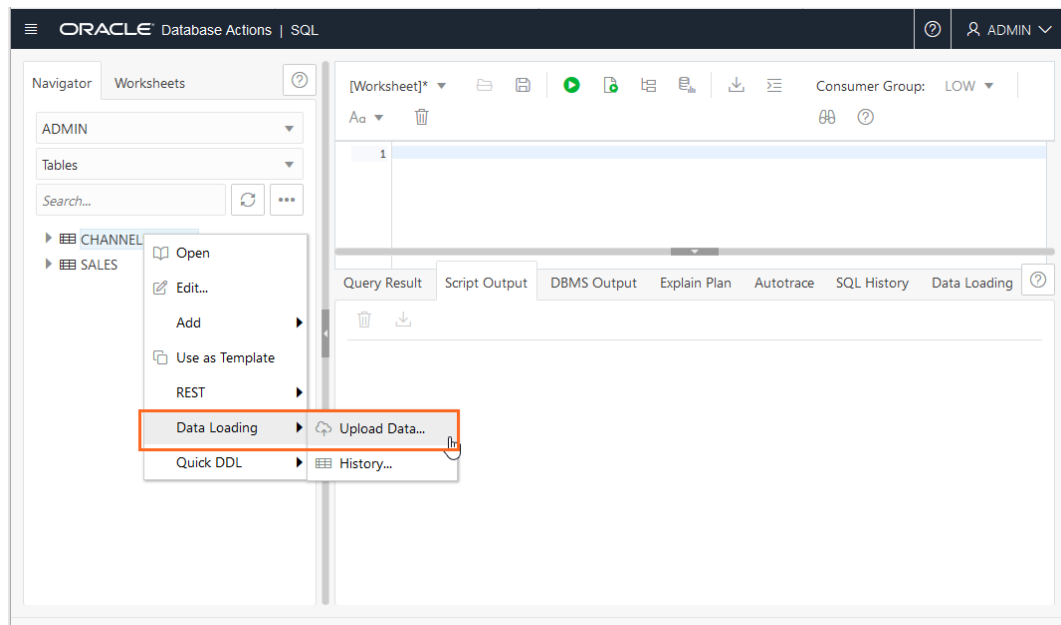 ORACLE Database Actions | SQL
ADMIN
Navigator Worksheets
[Worksheet]* Consumer Group: LOW
Aa
ADMIN
Tables
Search...
1
CHANNEL
SALES
Open
Edit...
Add
Use as Template
REST
Data Loading
Quick DDL
Upload Data...
History...
Query Result Script Output DBMS Output Explain Plan Autotrace SQL History Data Loading